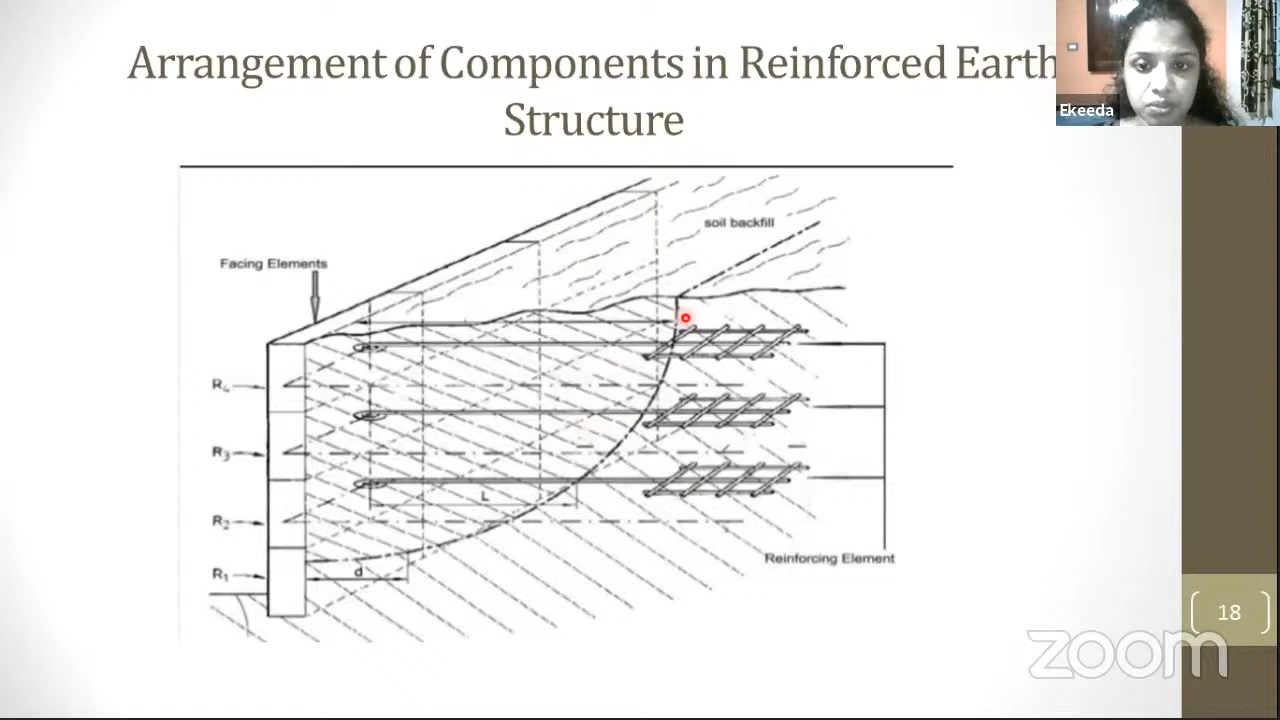 Arrangement of Components in Reinforced Earth
Structure
Ekeeda
soil backfill
Facing Elements
R4
R3
L
R2
Reinforcing Element
d
R1
18
zoom